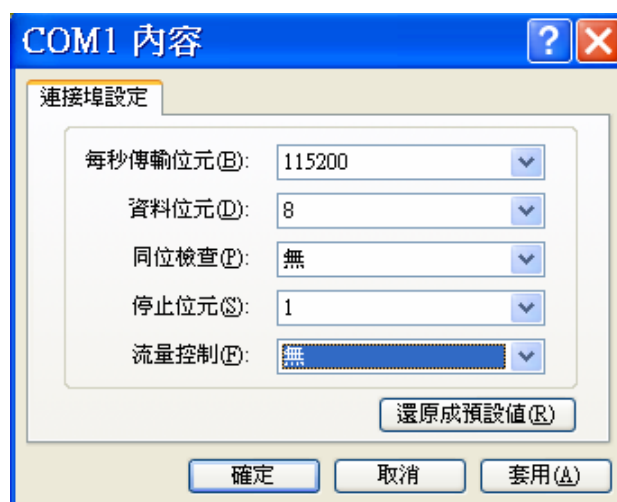 COM1 內容
連接埠設定
每秒傳輸位元(B): 115200
資料位元(D): 8
同位檢查(P): 無
停止位元(S): 1
流量控制(F): 無
還原成預設值(R)
確定 取消 套用(A)